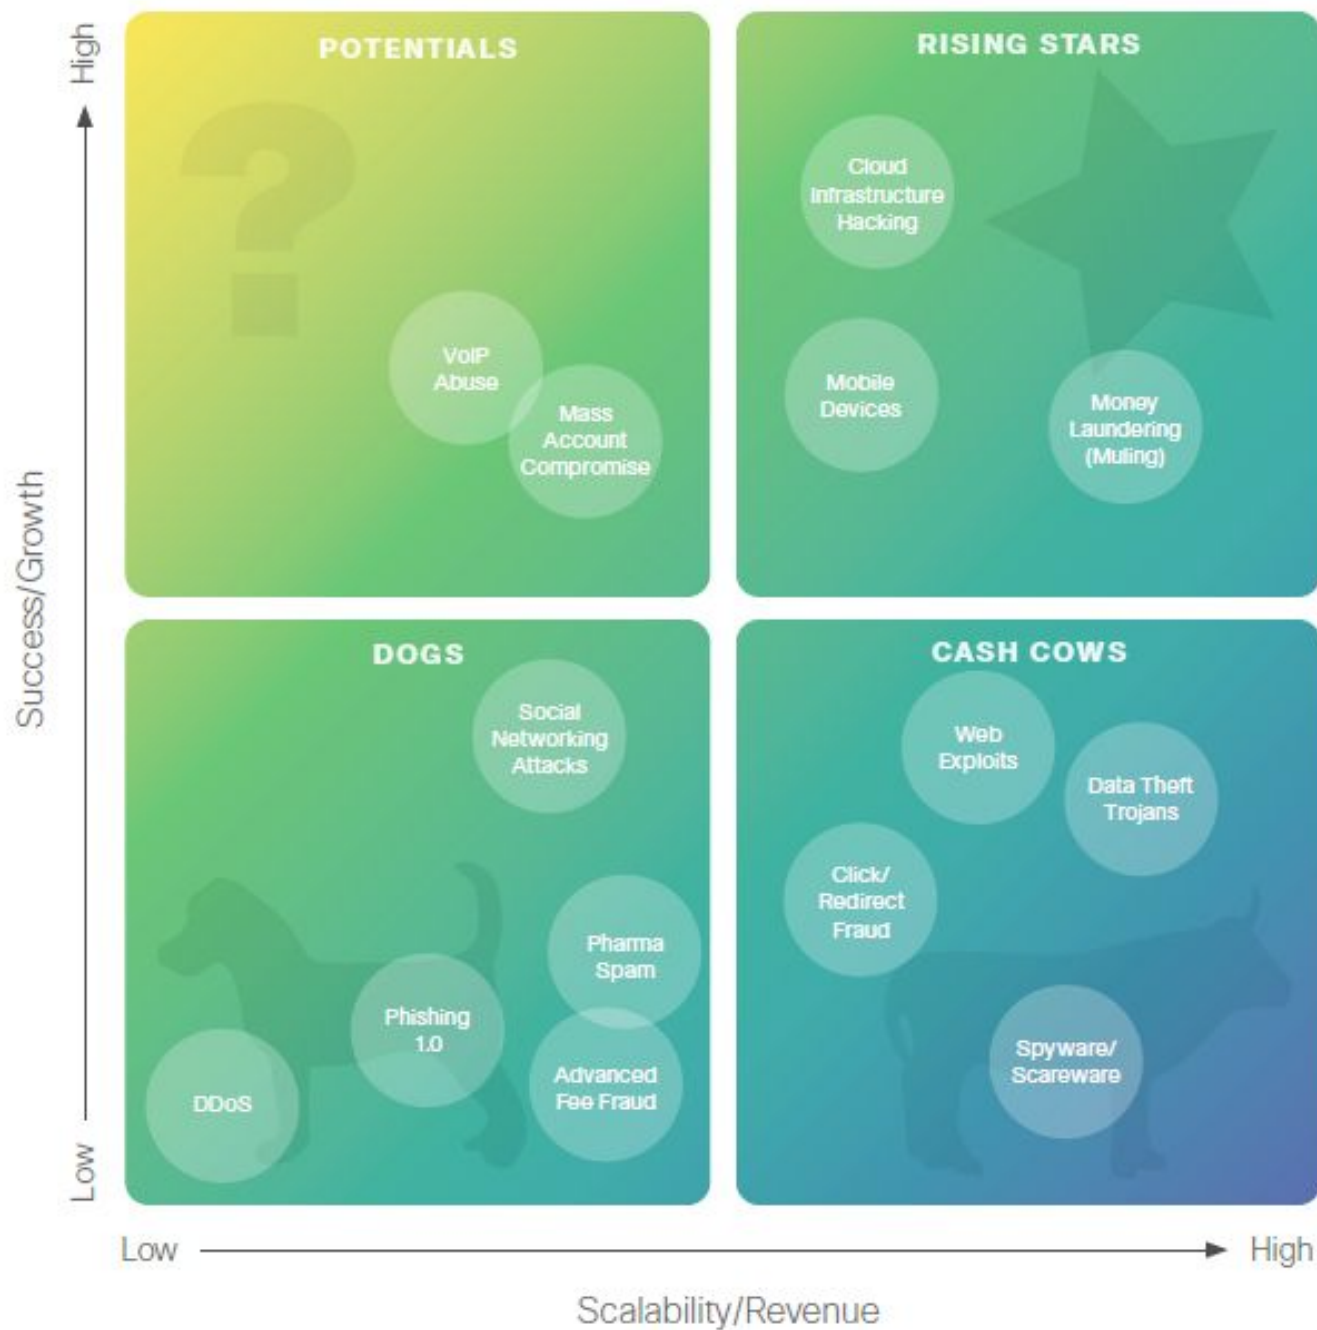 High
POTENTIALS
RISING STARS
Cloud
Infrastructure
Hacking
VoIP
Abuse
Mass
Account
Compromise
Mobile
Devices
Money
Laundering
(Muling)
Success/Growth
DOGS
CASH COWS
Social
Networking
Attacks
Web
Exploits
Data Theft
Trojans
Click/
Redirect
Fraud
Pharma
Spam
Phishing
1.0
Advanced
Fee Fraud
DDoS
Spyware/
Scareware
Low
Low
High
Scalability/Revenue